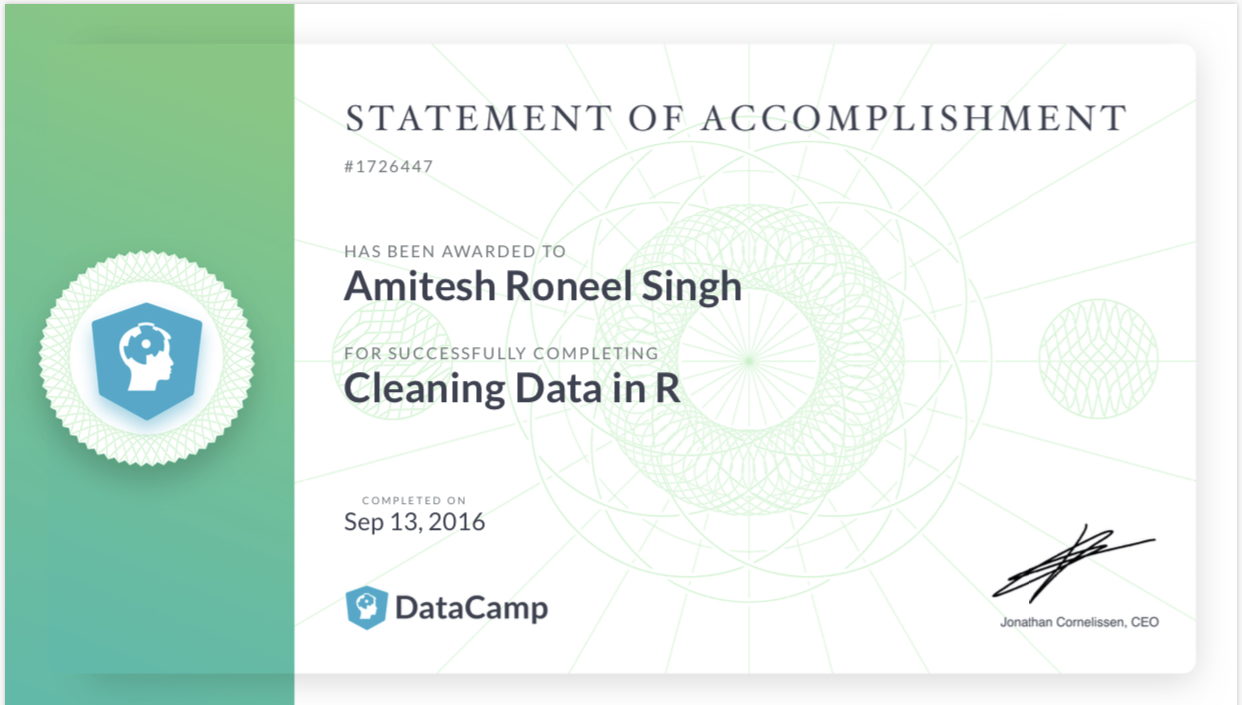 STATEMENT OF ACCOMPLISHMENT
#1726447
HAS BEEN AWARDED TO
Amitesh Roneel Singh
FOR SUCCESSFULLY COMPLETING
Cleaning Data in R
COMPLETED ON
Sep 13, 2016
DataCamp
Jonathan Cornelissen, CEO